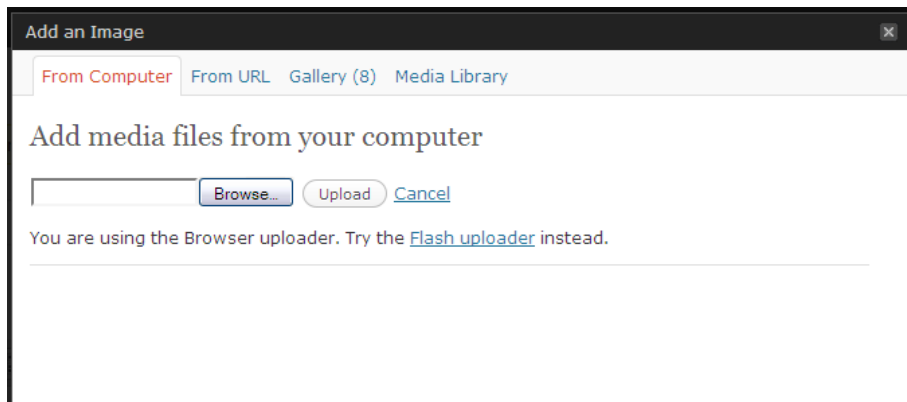 Add an Image
From Computer From URL Gallery (8) Media Library
Add media files from your computer
Browse... Upload Cancel
You are using the Browser uploader. Try the Flash uploader instead.